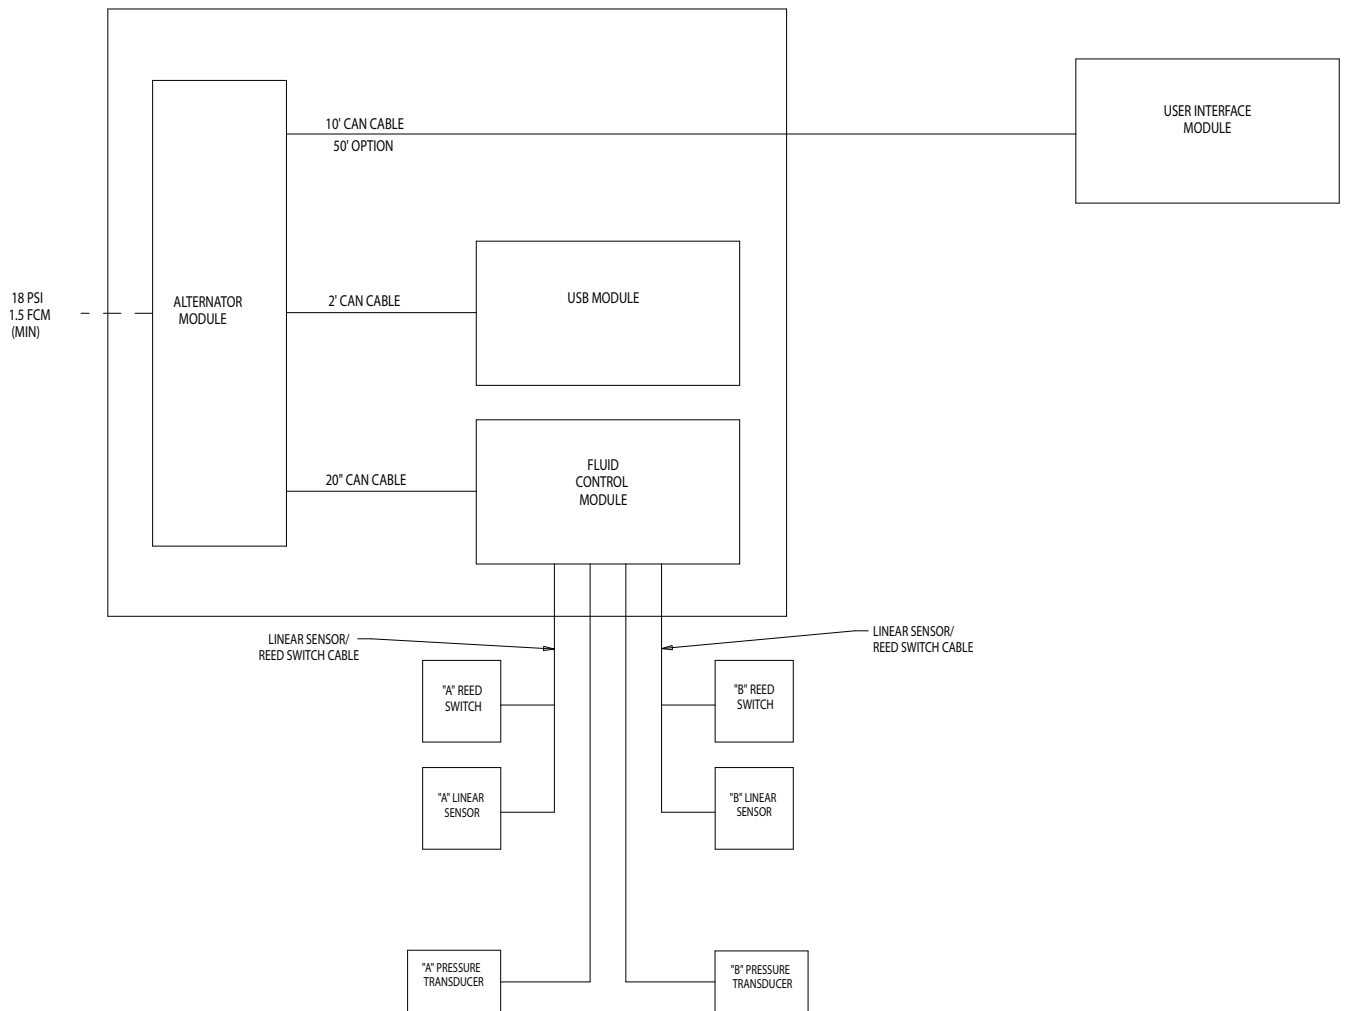 10' CAN CABLE
50' OPTION
USER INTERFACE
MODULE
18 PSI
1.5 FCM
(MIN)
ALTERNATOR
MODULE
2' CAN CABLE
USB MODULE
20" CAN CABLE
FLUID
CONTROL
MODULE
LINEAR SENSOR/
REED SWITCH CABLE
LINEAR SENSOR/
REED SWITCH CABLE
"A" REED
SWITCH
"B" REED
SWITCH
"A" LINEAR
SENSOR
"B" LINEAR
SENSOR
"A" PRESSURE
TRANSDUCER
"B" PRESSURE
TRANSDUCER